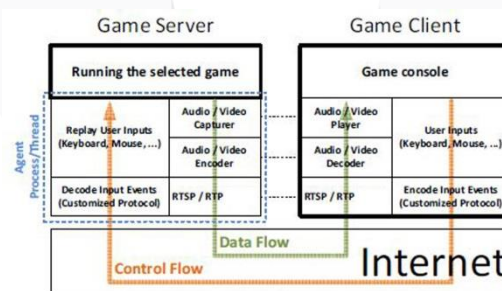 Game Server
Game Client
Running the selected game
Game console
Agent
Process/Thread
Replay User Inputs
(Keyboard, Mouse, ...)
Audio / Video
Capturer
Audio / Video
Encoder
Decode Input Events
(Customized Protocol)
RTSP / RTP
Audio / Video
Player
Audio / Video
Decoder
User Inputs
(Keyboard, Mouse, ...)
RTSP / RTP
Encode Input Events
(Customized Protocol)
Data Flow
Control Flow
Internet